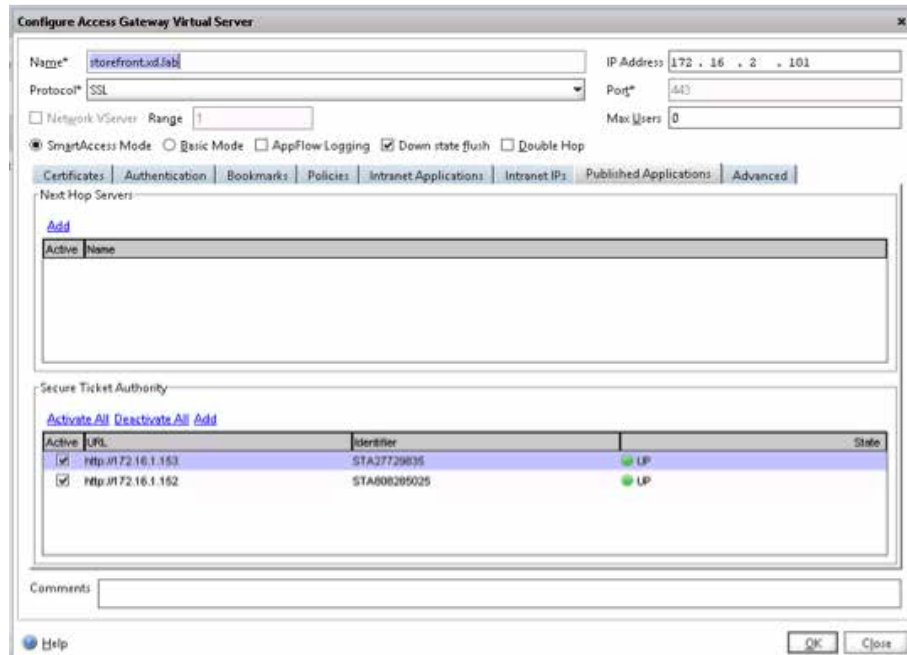 Configure Access Gateway Virtual Server x
Name* storefront.xd.lab IP Address 172 . 16 . 2 . 101
Protocol* SSL Port* 443
Network VServer Range 1 Max Users 0
SmartAccess Mode Basic Mode AppFlow Logging Down state flush Double Hop
Certificates Authentication Bookmarks Policies Intranet Applications Intranet IPs Published Applications Advanced
Next Hop Servers
Add
Active Name
Secure Ticket Authority
Activate All Deactivate All Add
Active URL Identifier State
http://172.16.1.153 STA27729835 UP
http://172.16.1.152 STA808285025 UP
Comments
Help OK Close